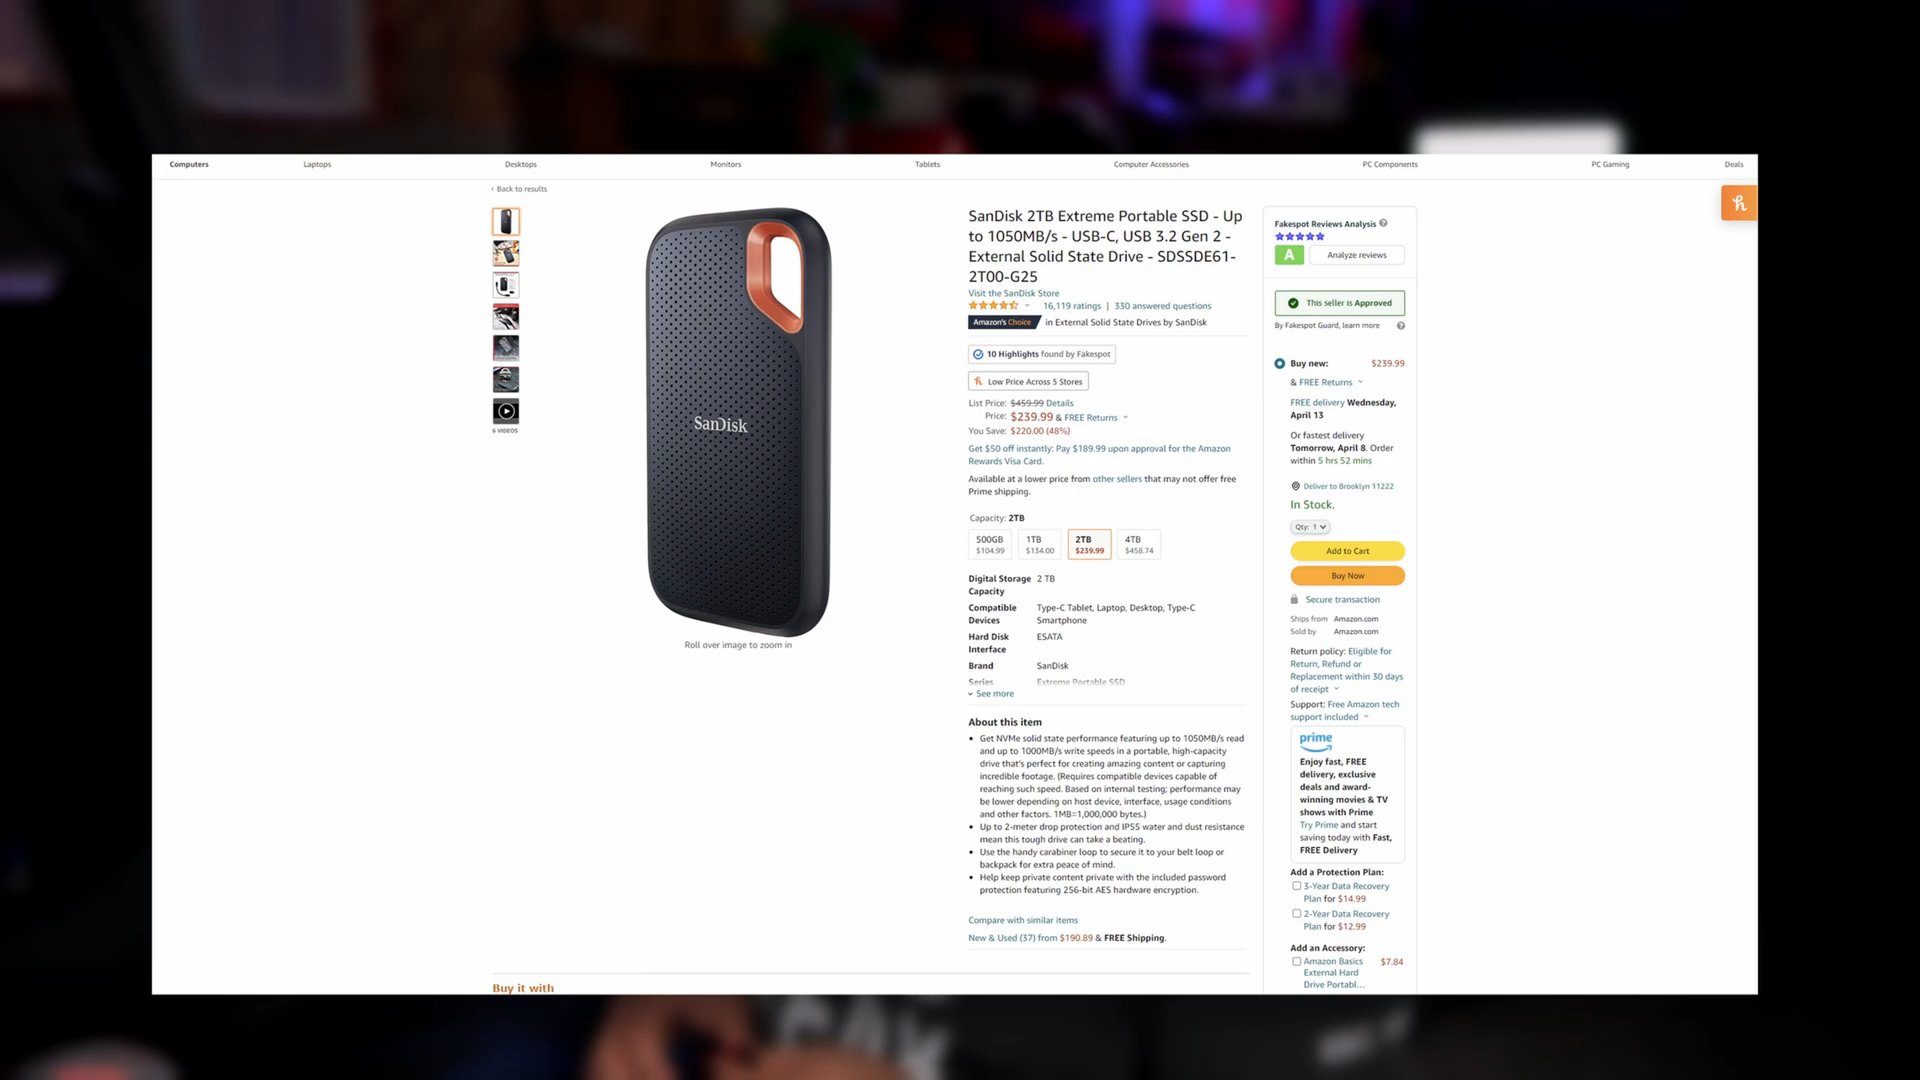 Computers
Laptops
Desktops
Monitors
Tablets
Computer Accessories
PC Components
PC Gaming
Deals
‹ Back to results
6 VIDEOS
SanDisk
Roll over image to zoom in
SanDisk 2TB Extreme Portable SSD - Up
to 1050MB/s - USB-C, USB 3.2 Gen 2 -
External Solid State Drive - SDSSDE61-
2T00-G25
Visit the SanDisk Store
16,119 ratings | 330 answered questions
Amazon's Choice in External Solid State Drives by SanDisk
10 Highlights found by Fakespot
Low Price Across 5 Stores
List Price: $459.99 Details
Price: $239.99 & FREE Returns
You Save: $220.00 (48%)
Get $50 off instantly: Pay $189.99 upon approval for the Amazon
Rewards Visa Card.
Available at a lower price from other sellers that may not offer free
Prime shipping.
Capacity: 2TB
500GB
$104.99
1TB
$134.00
2TB
$239.99
4TB
$458.74
Digital Storage 2 TB
Capacity
Compatible Type-C Tablet, Laptop, Desktop, Type-C
Devices Smartphone
Hard Disk ESATA
Interface
Brand SanDisk
Series Extreme Portable SSD
See more
About this item
• Get NVMe solid state performance featuring up to 1050MB/s read
and up to 1000MB/s write speeds in a portable, high-capacity
drive that's perfect for creating amazing content or capturing
incredible footage. (Requires compatible devices capable of
reaching such speed. Based on internal testing; performance may
be lower depending on host device, interface, usage conditions
and other factors. 1MB=1,000,000 bytes.)
• Up to 2-meter drop protection and IP55 water and dust resistance
mean this tough drive can take a beating.
• Use the handy carabiner loop to secure it to your belt loop or
backpack for extra peace of mind.
• Help keep private content private with the included password
protection featuring 256-bit AES hardware encryption.
Compare with similar items
New & Used (37) from $190.89 & FREE Shipping.
Buy it with
Fakespot Reviews Analysis ?
A
Analyze reviews
This seller is Approved
By Fakespot Guard, learn more ?
Buy new: $239.99
& FREE Returns
FREE delivery Wednesday,
April 13
Or fastest delivery
Tomorrow, April 8. Order
within 5 hrs 52 mins
Deliver to Brooklyn 11222
In Stock.
Qty: 1
Add to Cart
Buy Now
Secure transaction
Ships from Amazon.com
Sold by Amazon.com
Return policy: Eligible for
Return, Refund or
Replacement within 30 days
of receipt
Support: Free Amazon tech
support included
prime
Enjoy fast, FREE
delivery, exclusive
deals and award-
winning movies & TV
shows with Prime
Try Prime and start
saving today with Fast,
FREE Delivery
Add a Protection Plan:
3-Year Data Recovery
Plan for $14.99
2-Year Data Recovery
Plan for $12.99
Add an Accessory:
Amazon Basics $7.84
External Hard
Drive Portabl...
h